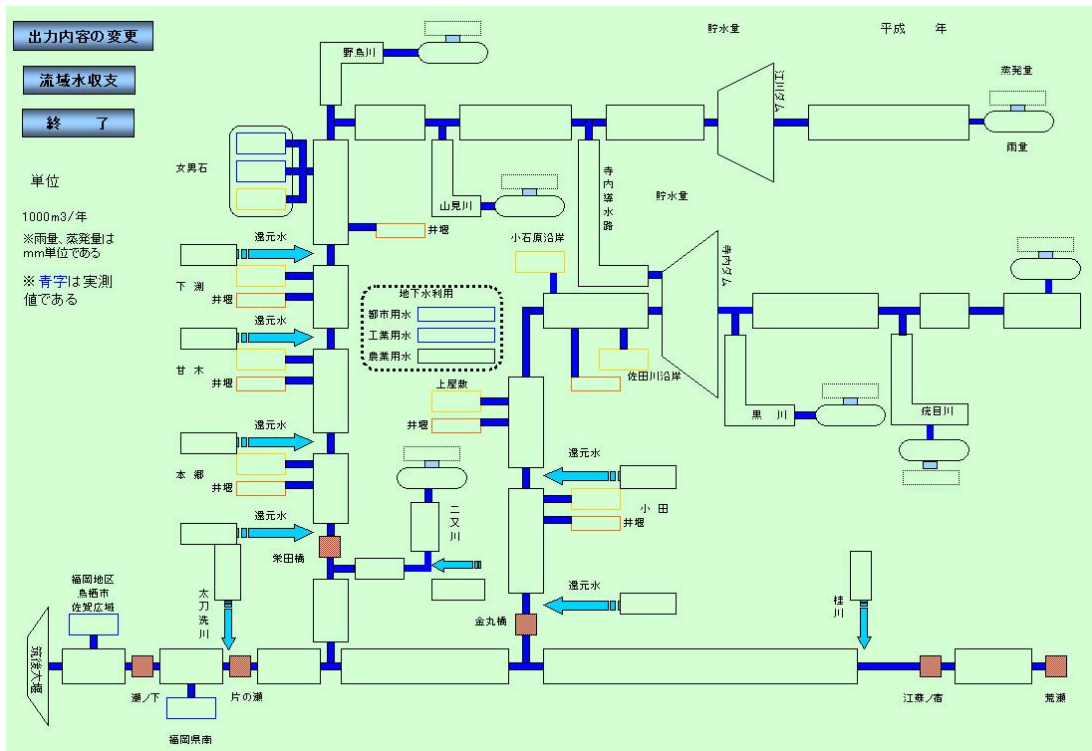 出力内容の変更
流域水収支
終 了
単位
1000m3/年
※雨量、蒸発量は
mm単位である
※ 青字は実測
値である
野鳥川
貯水量
平成 年
江川ダム
蒸発量
雨量
女男石
山見川
寺内導水路
貯水量
井堰
小石原沿岸
寺内ダム
還元水
下渕
井堰
地下水利用
都市用水
工業用水
農業用水
還元水
甘木
井堰
佐田川沿岸
上屋敷
井堰
黒川
疣目川
還元水
本郷
井堰
還元水
二又川
小田
井堰
還元水
栄田橋
還元水
金丸橋
桂川
太刀洗川
福岡地区
鳥栖市
佐賀広域
筑後大堰
瀬ノ下
片の瀬
福岡県南
江蘇ノ宿
荒瀬